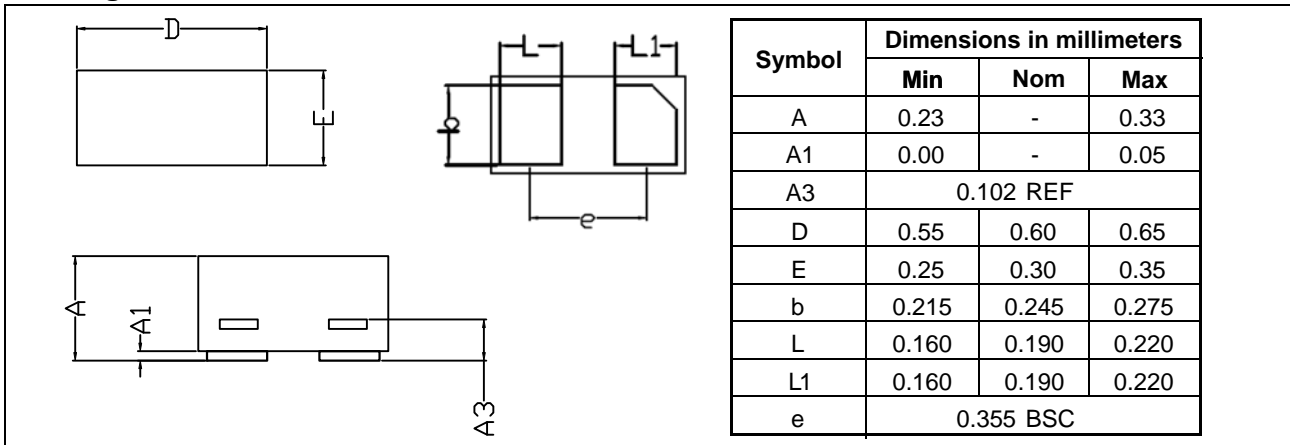 D
E
L
L1
b
e
A
A1
A3
Symbol Dimensions in millimeters
Min Nom Max
A 0.23 - 0.33
A1 0.00 - 0.05
A3 0.102 REF
D 0.55 0.60 0.65
E 0.25 0.30 0.35
b 0.215 0.245 0.275
L 0.160 0.190 0.220
L1 0.160 0.190 0.220
e 0.355 BSC